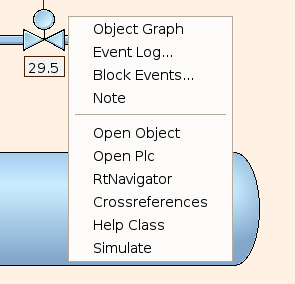 Object Graph
Event Log...
Block Events...
29.5
Note
Open Object
Open Plc
RtNavigator
Crossreferences
Help Class
Simulate